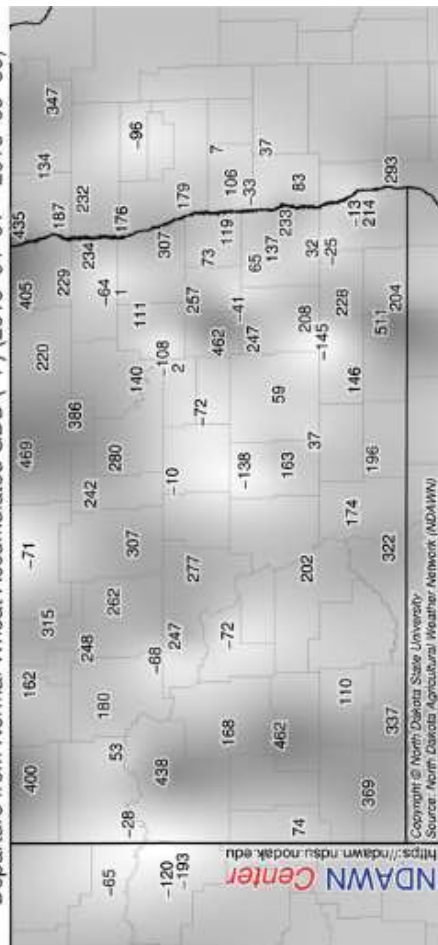 Departure from Normal Wheat Accumulated GDD
400 162 -71 469 405 435
315 220 134 347
229 187
248 242 386 234 232
-65 180 262 280 -64
53 1 176
-28 307 140 111 -96
438 -68 -108 307
-120 -10 2
-193 247 277 257 179
-72 73 7
168 -72 462 119 106
-138 247 -41 65 -33
462 59 137 37
163 233 83
74 202 208
37 -145 32 -25
110 174 146 228 -13
369 196 511 214
337 322 204 293
https://ndawn.ndsu.nodak.edu
NDAWN Center
Copyright © North Dakota State University
Source: North Dakota Agricultural Weather Network (NDAWN)